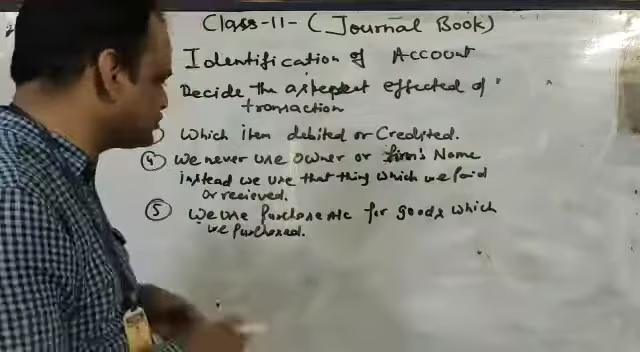 Class-11- (Journal Book)
Identification of Account
Decide the aspect effected of
transaction
Which item debited or Credited.
④ We never use owner or firm's Name
instead we use that thing which we paid
or recieved.
⑤ We use purchase A/c for goods which
we purchased.